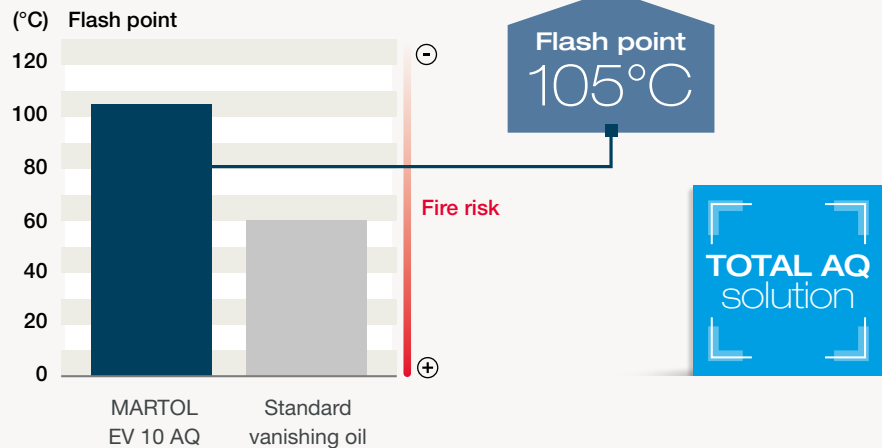 (°C) Flash point
120
100
80
60
40
20
0
MARTOL
EV 10 AQ
Standard
vanishing oil
-
Fire risk
+
Flash point
105°C
TOTAL AQ
solution